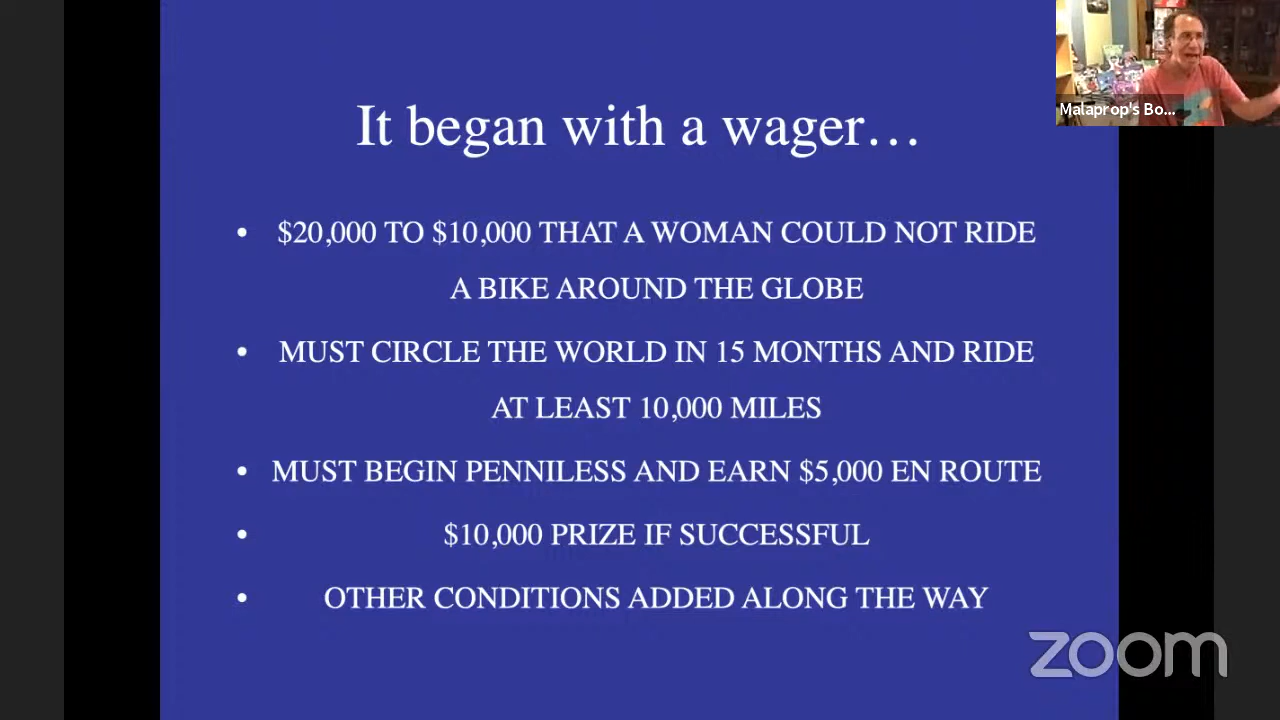 Malaprop's Bo...
It began with a wager…
• $20,000 TO $10,000 THAT A WOMAN COULD NOT RIDE
A BIKE AROUND THE GLOBE
• MUST CIRCLE THE WORLD IN 15 MONTHS AND RIDE
AT LEAST 10,000 MILES
• MUST BEGIN PENNILESS AND EARN $5,000 EN ROUTE
• $10,000 PRIZE IF SUCCESSFUL
• OTHER CONDITIONS ADDED ALONG THE WAY
zoom